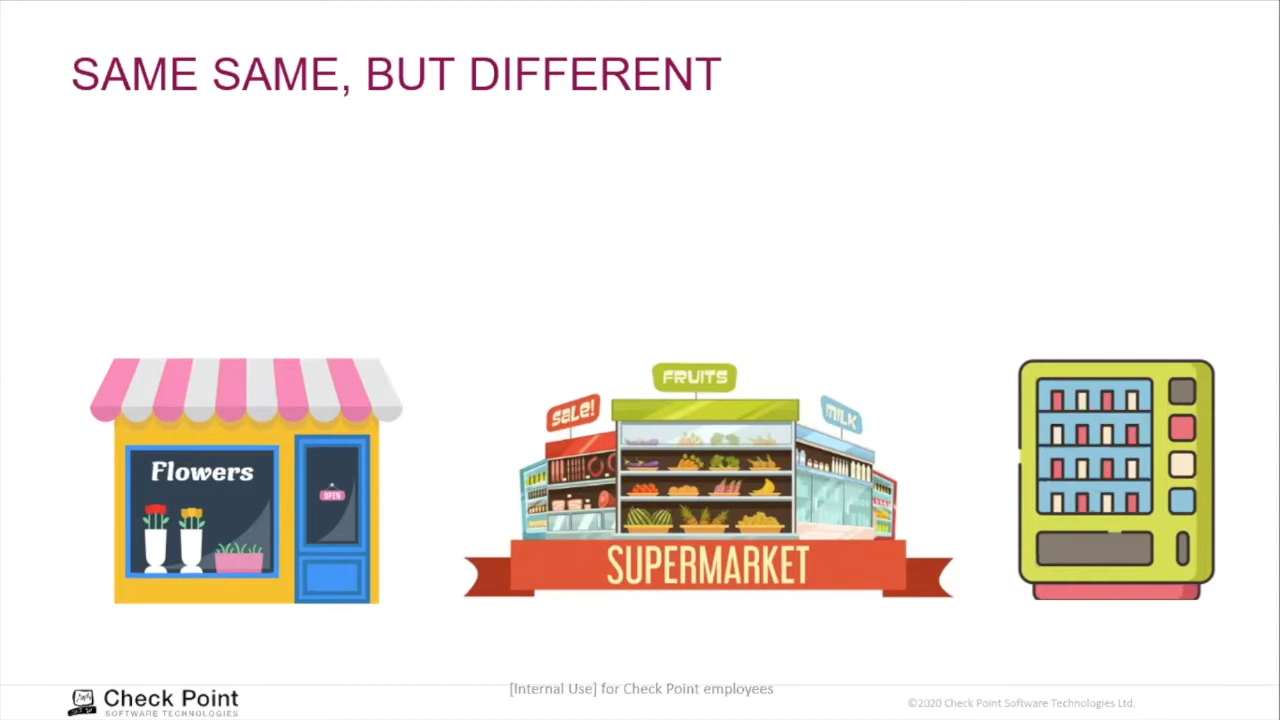 SAME SAME, BUT DIFFERENT
FRUITS
SALE!
MILK
Flowers
OPEN
SUPERMARKET
[Internal Use] for Check Point employees
Check Point
SOFTWARE TECHNOLOGIES
©2020 Check Point Software Technologies Ltd.